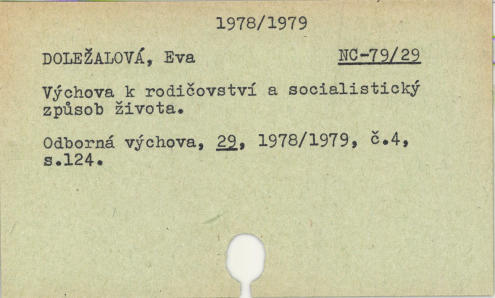 1978/1979
DOLEŽALOVÁ, Eva NC-79/29
Výchova k rodičovství a socialistický
způsob života.
Odborná výchova, 29, 1978/1979, č.4,
s.124.